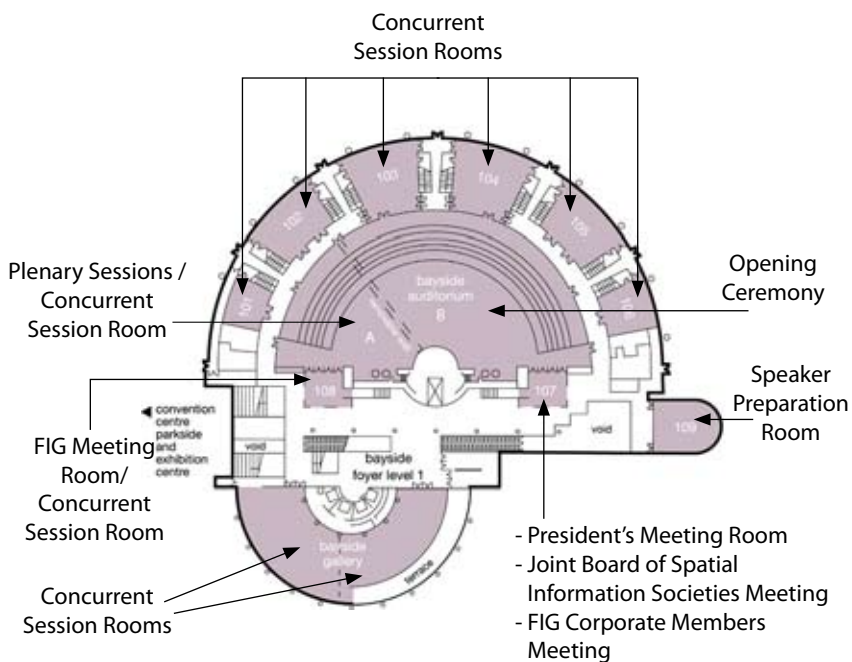 Concurrent
Session Rooms
103
104
102
105
101
106
bayside
auditorium
B
A
Plenary Sessions /
Concurrent
Session Room
Opening
Ceremony
108
107
109
Speaker
Preparation
Room
convention
centre
parkside
and
exhibition
centre
void
void
bayside
foyer level 1
FIG Meeting
Room/
Concurrent
Session Room
bayside
gallery
terrace
- President's Meeting Room
- Joint Board of Spatial
Information Societies Meeting
- FIG Corporate Members
Meeting
Concurrent
Session Rooms